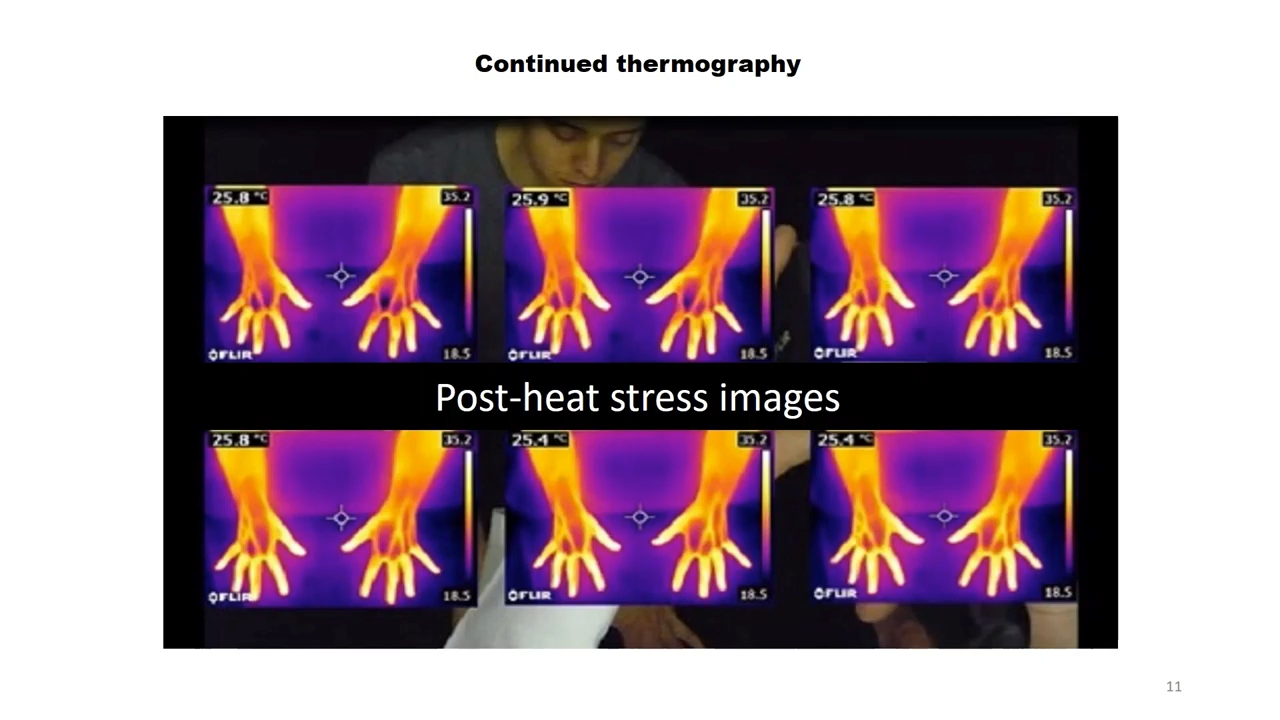 Continued thermography
25.8 °C 35.2 25.9 °C 35.2 25.8 °C 35.2
FLIR 18.5 FLIR 18.5 FLIR 18.5
Post-heat stress images
25.8 °C 35.2 25.4 °C 35.2 25.4 °C 35.2
FLIR 18.5 FLIR 18.5 FLIR 18.5
11